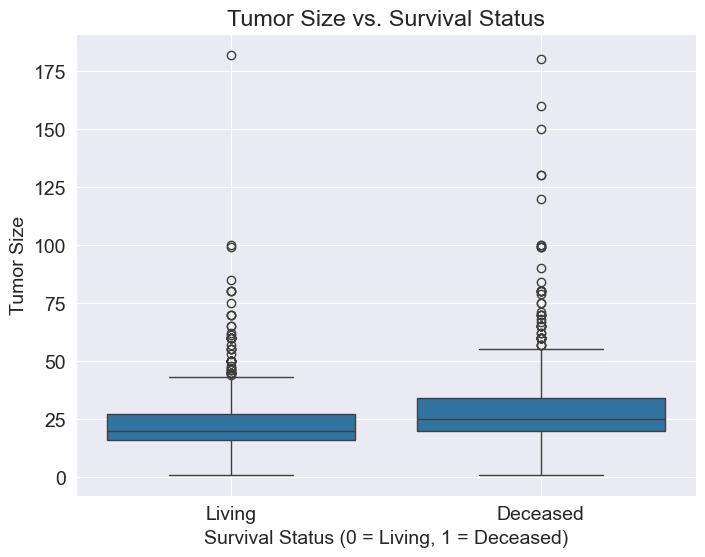 Tumor Size vs. Survival Status
Tumor Size
175
150
125
100
75
50
25
0
Living
Deceased
Survival Status (0 = Living, 1 = Deceased)